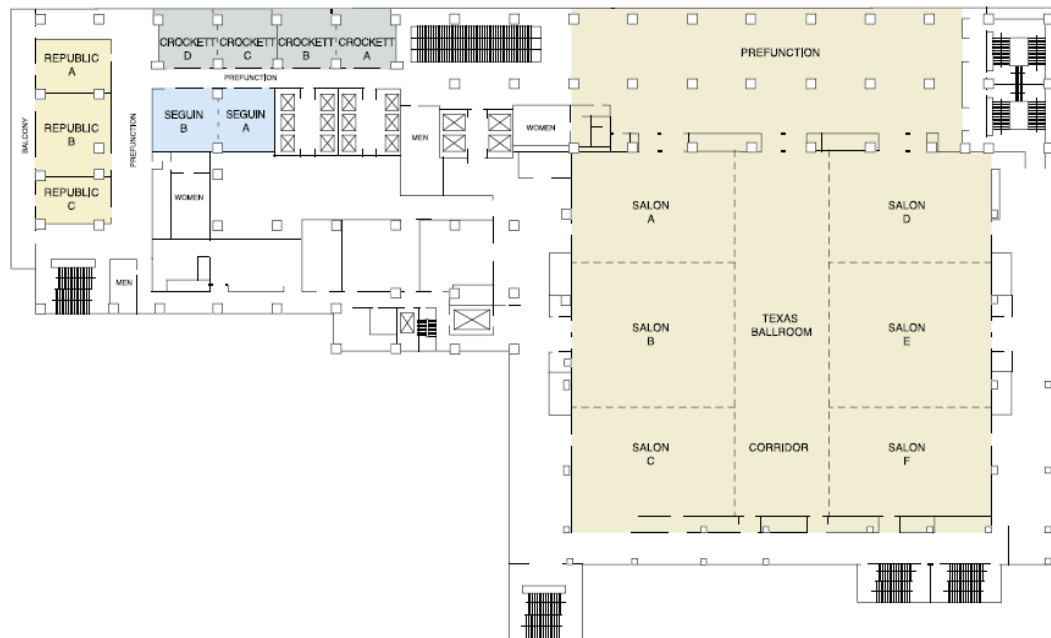 CROCKETT
D
CROCKETT
C
CROCKETT
B
CROCKETT
A
PREFUNCTION
PREFUNCTION
REPUBLIC
A
REPUBLIC
B
REPUBLIC
C
BALCONY
PREFUNCTION
SEGUIN
B
SEGUIN
A
MEN
WOMEN
WOMEN
MEN
SALON
A
SALON
D
SALON
B
TEXAS
BALLROOM
SALON
E
SALON
C
CORRIDOR
SALON
F